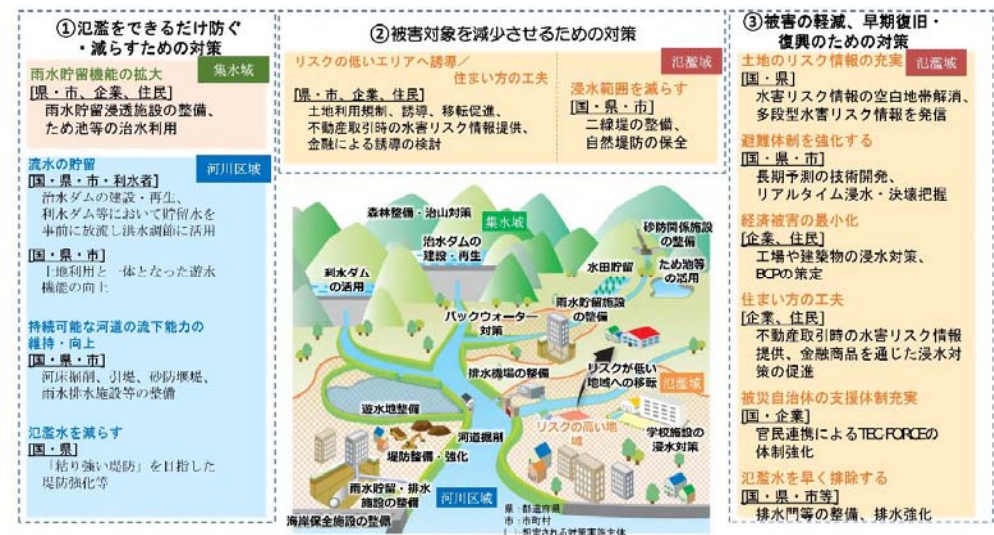 ①氾濫をできるだけ防ぐ
・減らすための対策
雨水貯留機能の拡大
集水域
[県・市、企業、住民]
雨水貯留浸透施設の整備、
ため池等の治水利用
流水の貯留
河川区域
[国・県・市・利水者]
治水ダムの建設・再生、
利水ダム等において貯留水を
事前に放流し洪水調節に活用
[国・県・市]
土地利用と一体となった遊水
機能の向上
持続可能な河道の流下能力の
維持・向上
[国・県・市]
河床掘削、引堤、砂防堰堤、
雨水排水施設等の整備
氾濫水を減らす
[国・県]
「粘り強い堤防」を目指した
堤防強化等
②被害対象を減少させるための対策
リスクの低いエリアへ誘導/
住まい方の工夫
氾濫域
[県・市、企業、住民]
土地利用規制、誘導、移転促進、
不動産取引時の水害リスク情報提供、
金融による誘導の検討
浸水範囲を減らす
[国・県・市]
二線堤の整備、
自然堤防の保全
森林整備・治山対策
集水域
砂防関係施設
の整備
治水ダムの
建設・再生
利水ダム
の活用
水田貯留
ため池等
の活用
雨水貯留施設
の整備
バックウォーター
対策
排水機場の整備
リスクが低い
地域への移転
氾濫域
遊水地整備
河道掘削
リスクの高い地域
学校施設の
浸水対策
堤防整備・強化
雨水貯留・排水
施設の整備
河川区域
海岸保全施設の整備
県：都道府県
市：市町村
[ ]：想定される対策実施主体
③被害の軽減、早期復旧・
復興のための対策
土地のリスク情報の充実
氾濫域
[国・県]
水害リスク情報の空白地帯解消、
多段型水害リスク情報を発信
避難体制を強化する
[国・県・市]
長期予測の技術開発、
リアルタイム浸水・決壊把握
経済被害の最小化
[企業、住民]
工場や建築物の浸水対策、
BCPの策定
住まい方の工夫
[企業、住民]
不動産取引時の水害リスク情報
提供、金融商品を通じた浸水対
策の促進
被災自治体の支援体制充実
[国・企業]
官民連携によるTEC-FORCEの
体制強化
氾濫水を早く排除する
[国・県・市等]
排水門等の整備、排水強化